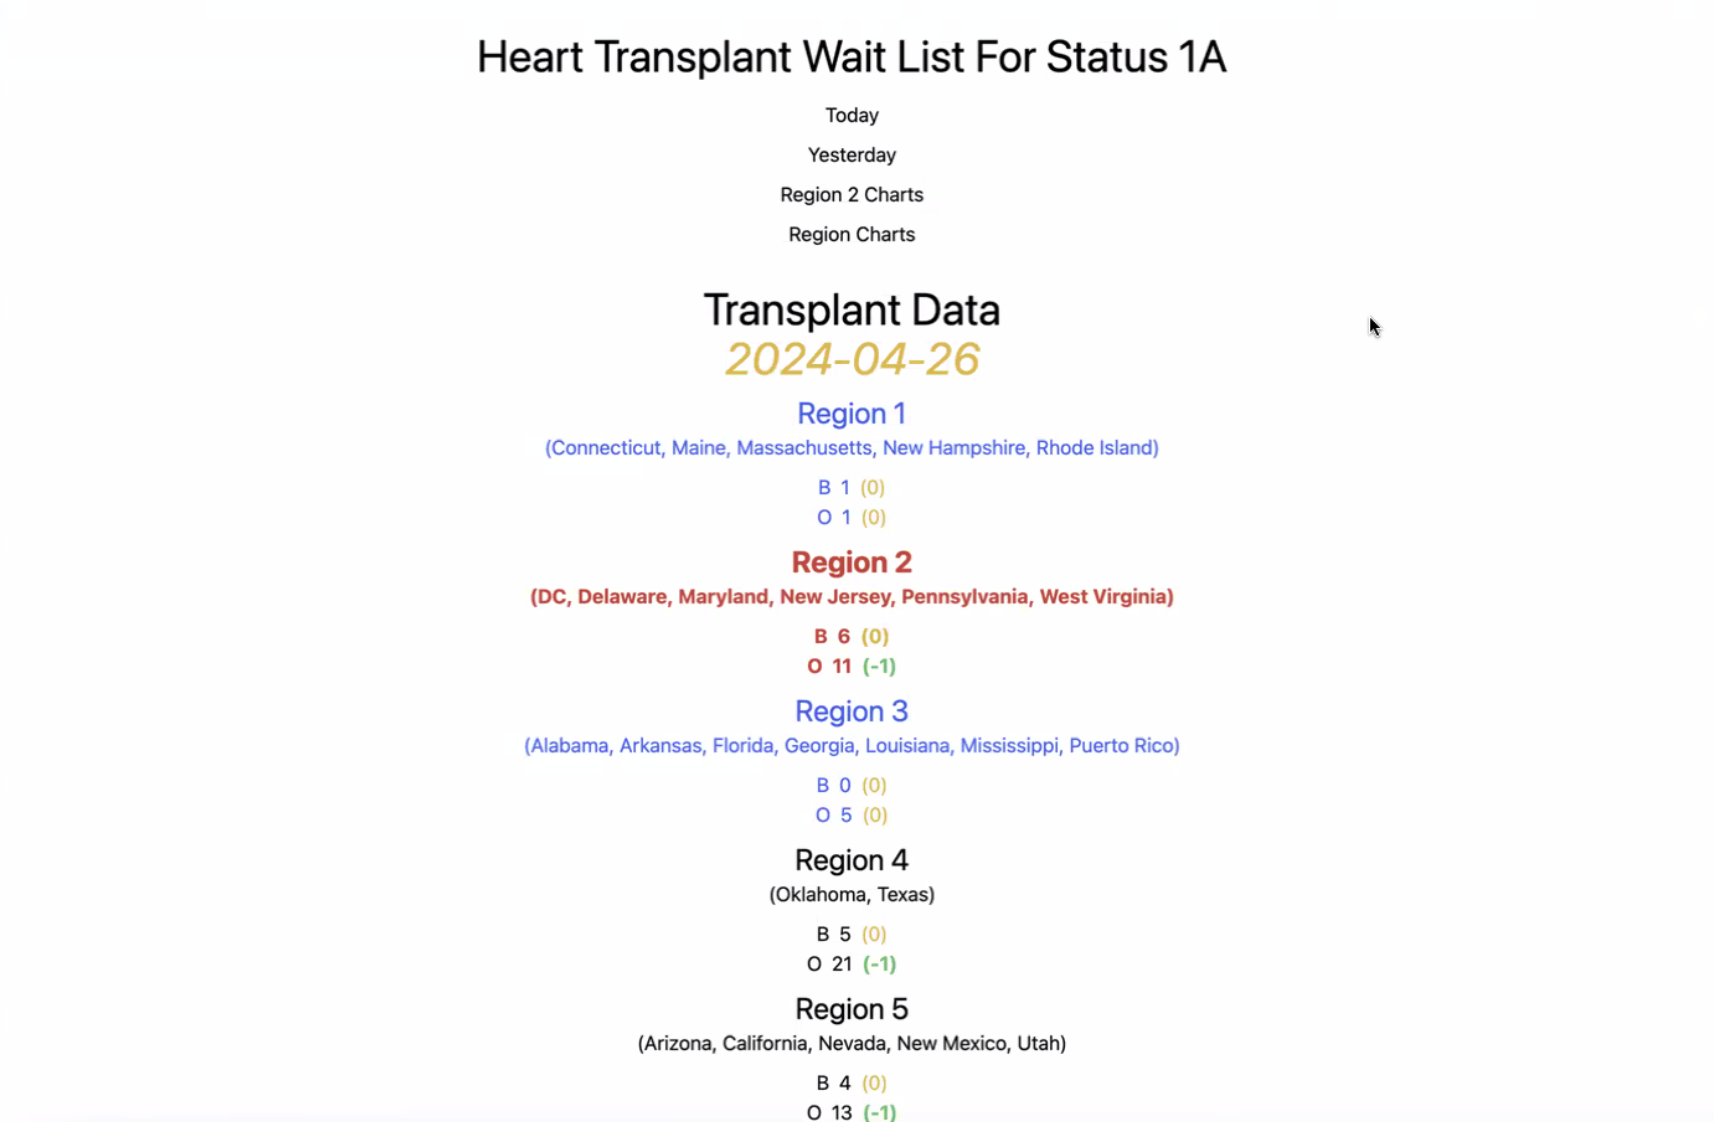 Heart Transplant Wait List For Status 1A
Today
Yesterday
Region 2 Charts
Region Charts
Transplant Data
2024-04-26
Region 1
(Connecticut, Maine, Massachusetts, New Hampshire, Rhode Island)
B 1 (0)
O 1 (0)
Region 2
(DC, Delaware, Maryland, New Jersey, Pennsylvania, West Virginia)
B 6 (0)
O 11 (-1)
Region 3
(Alabama, Arkansas, Florida, Georgia, Louisiana, Mississippi, Puerto Rico)
B 0 (0)
O 5 (0)
Region 4
(Oklahoma, Texas)
B 5 (0)
O 21 (-1)
Region 5
(Arizona, California, Nevada, New Mexico, Utah)
B 4 (0)
O 13 (-1)